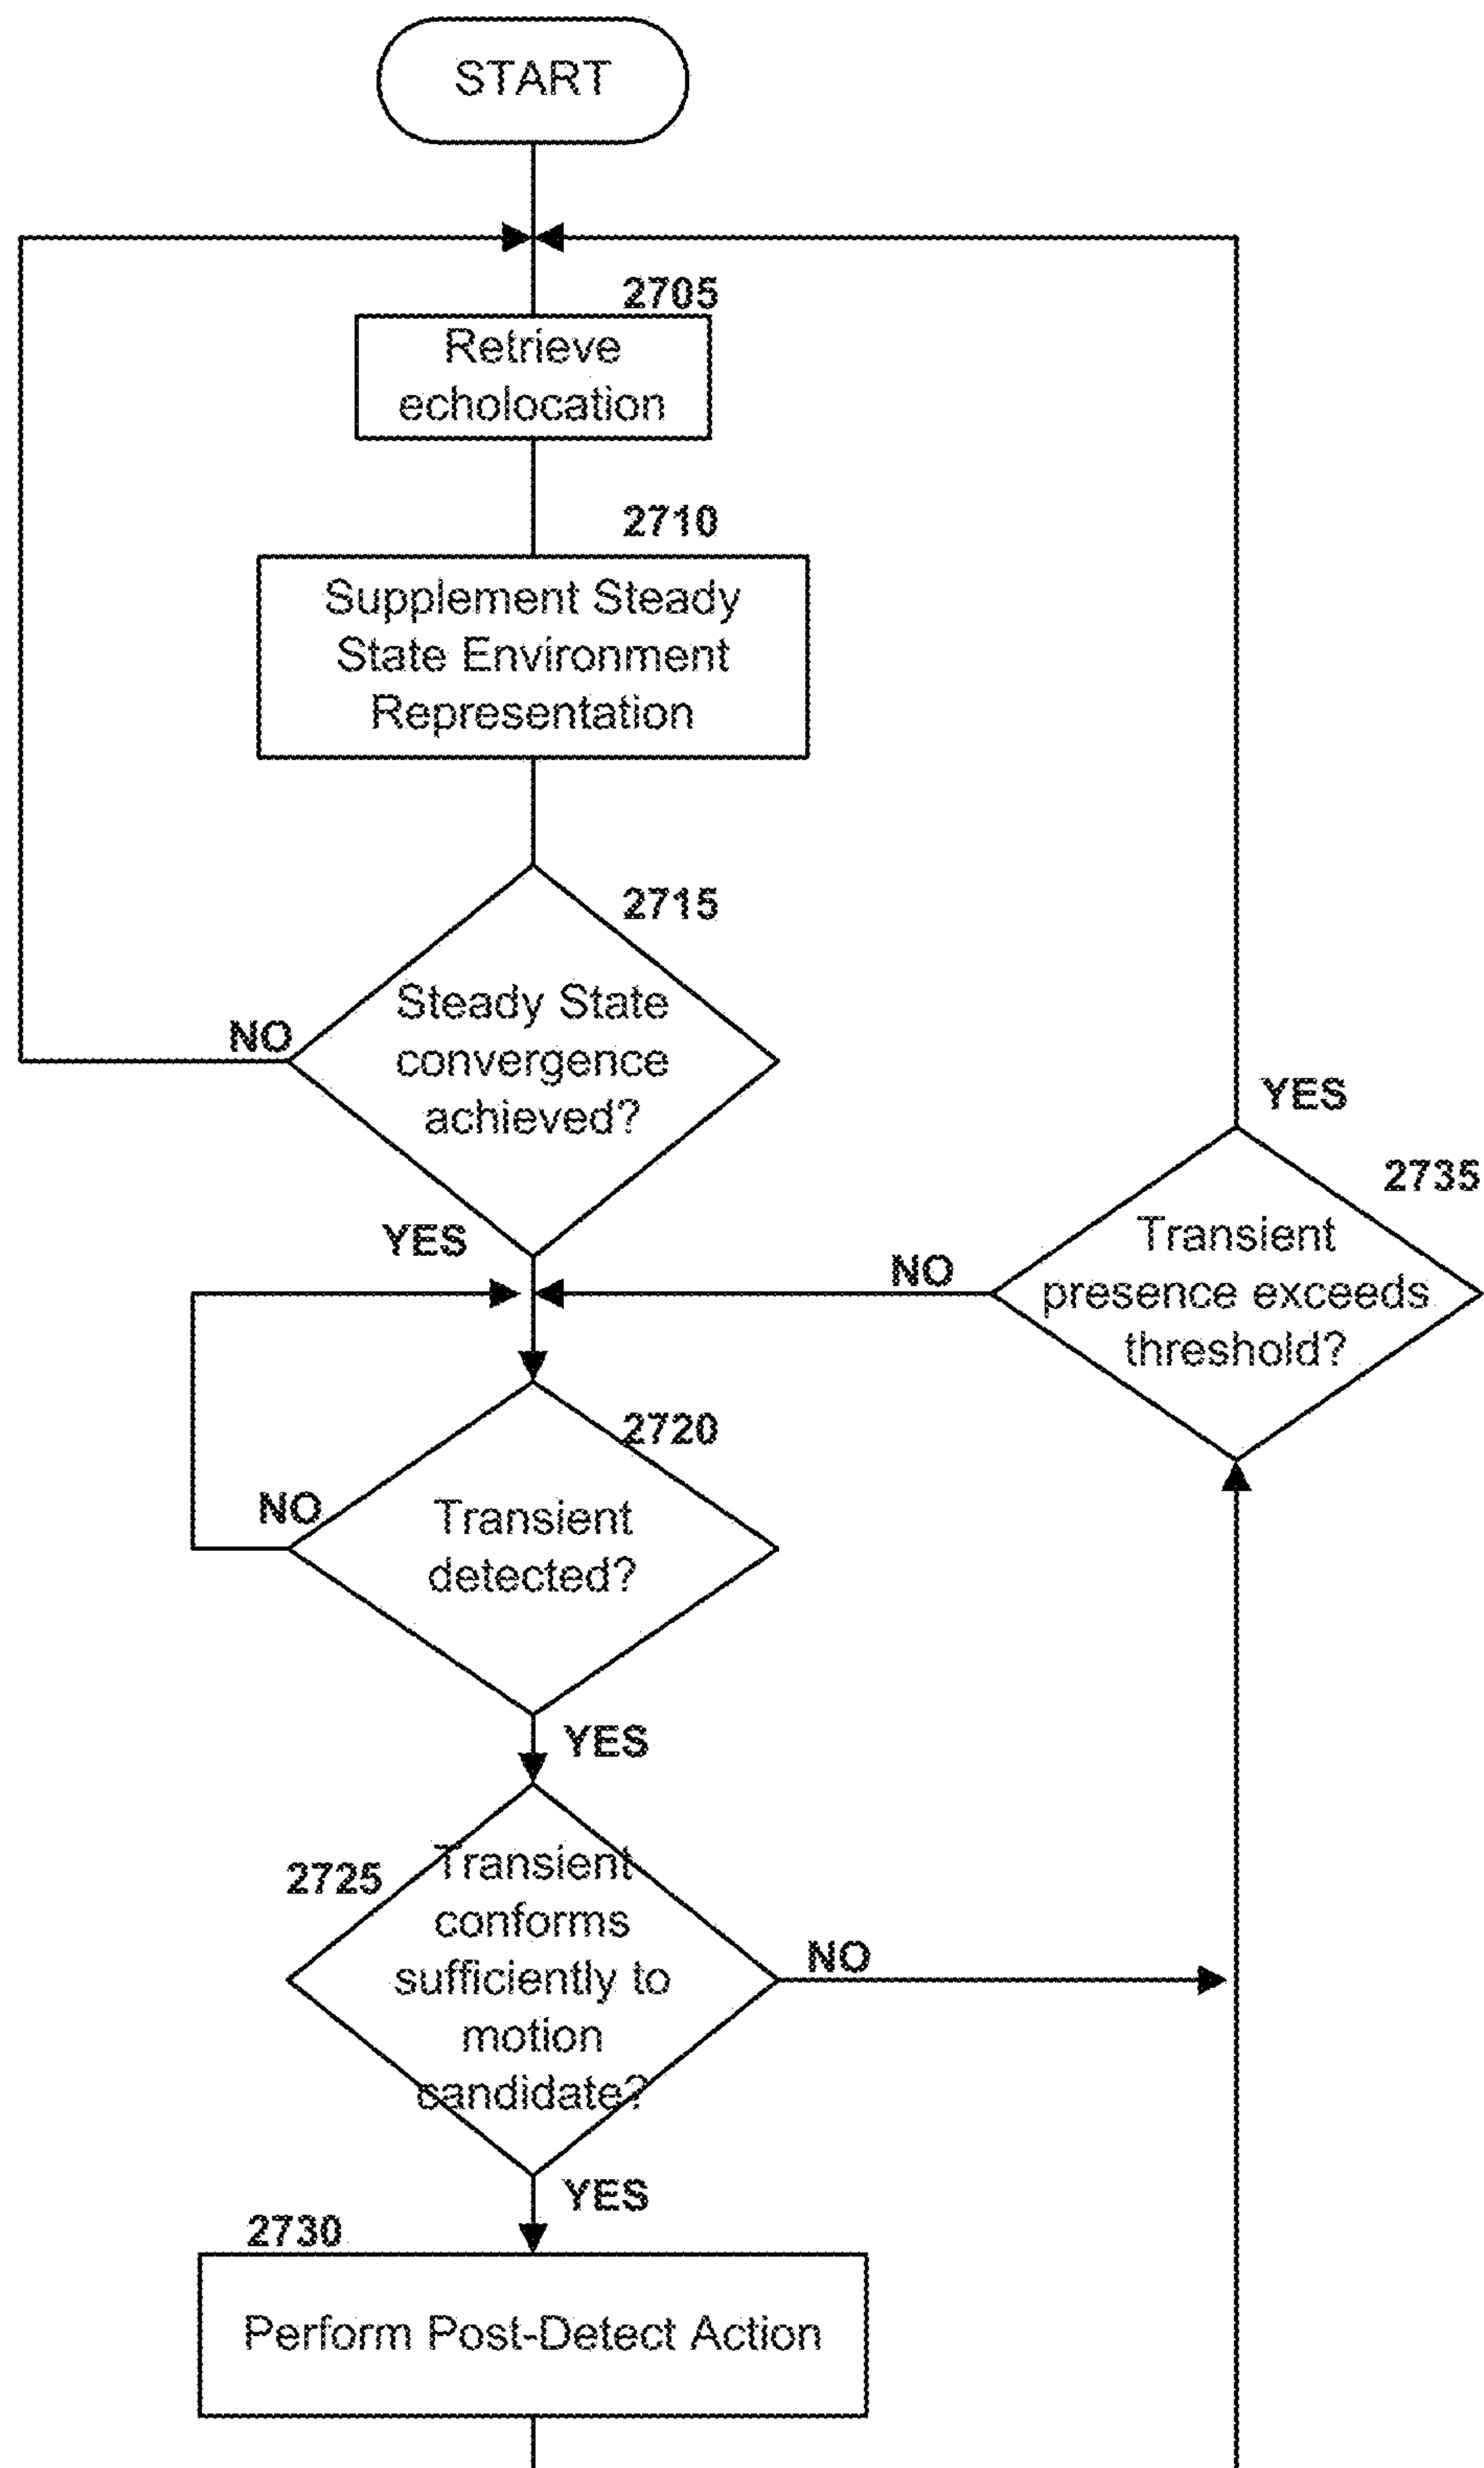 START
2705
Retrieve
echolocation
2710
Supplement Steady
State Environment
Representation
2715
Steady State
convergence
achieved?
NO
YES
YES
2735
Transient
presence exceeds
threshold?
NO
2720
Transient
detected?
NO
YES
2725
Transient
conforms
sufficiently to
motion
candidate?
NO
YES
2730
Perform Post-Detect Action